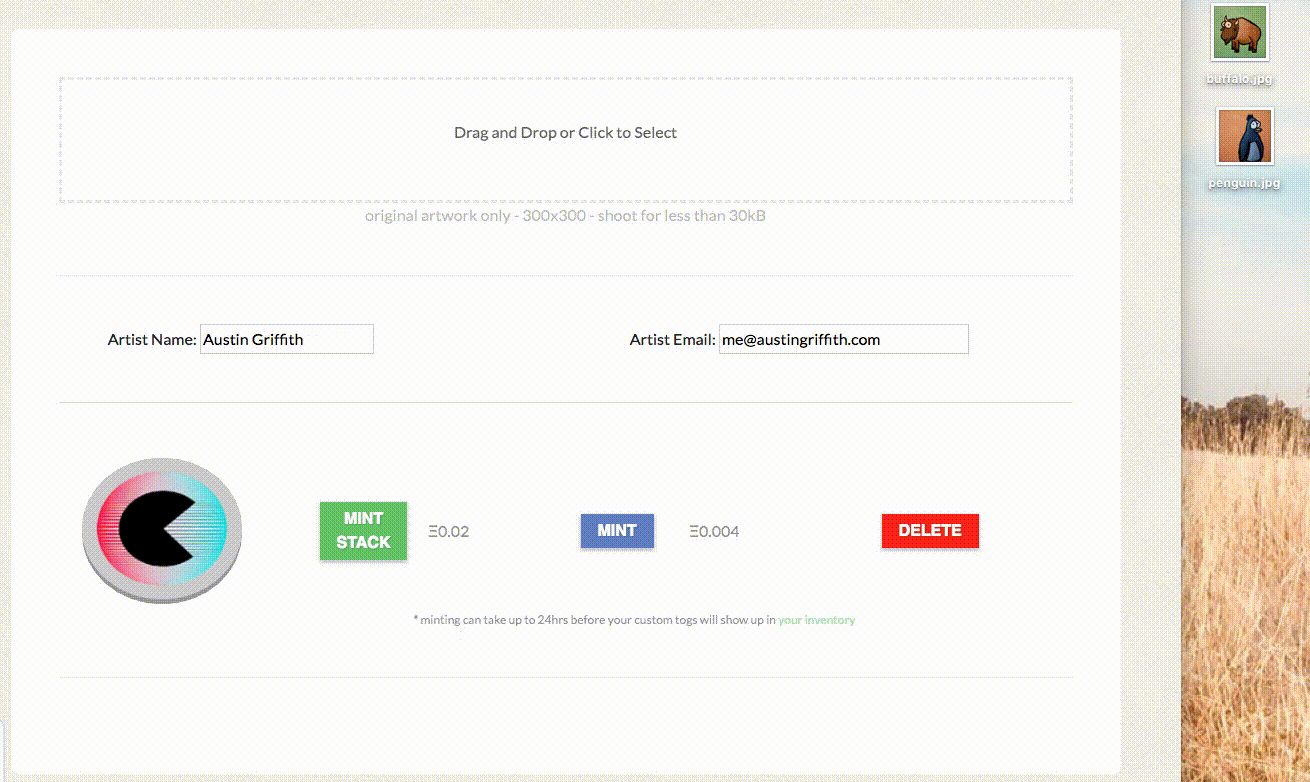 buffalo.jpg
Drag and Drop or Click to Select
penguin.jpg
original artwork only - 300x300 - shoot for less than 30kB
Artist Name: Austin Griffith
Artist Email: me@austingriffith.com
MINT
STACK
Ξ0.02
MINT
Ξ0.004
DELETE
* minting can take up to 24hrs before your custom togs will show up in your inventory